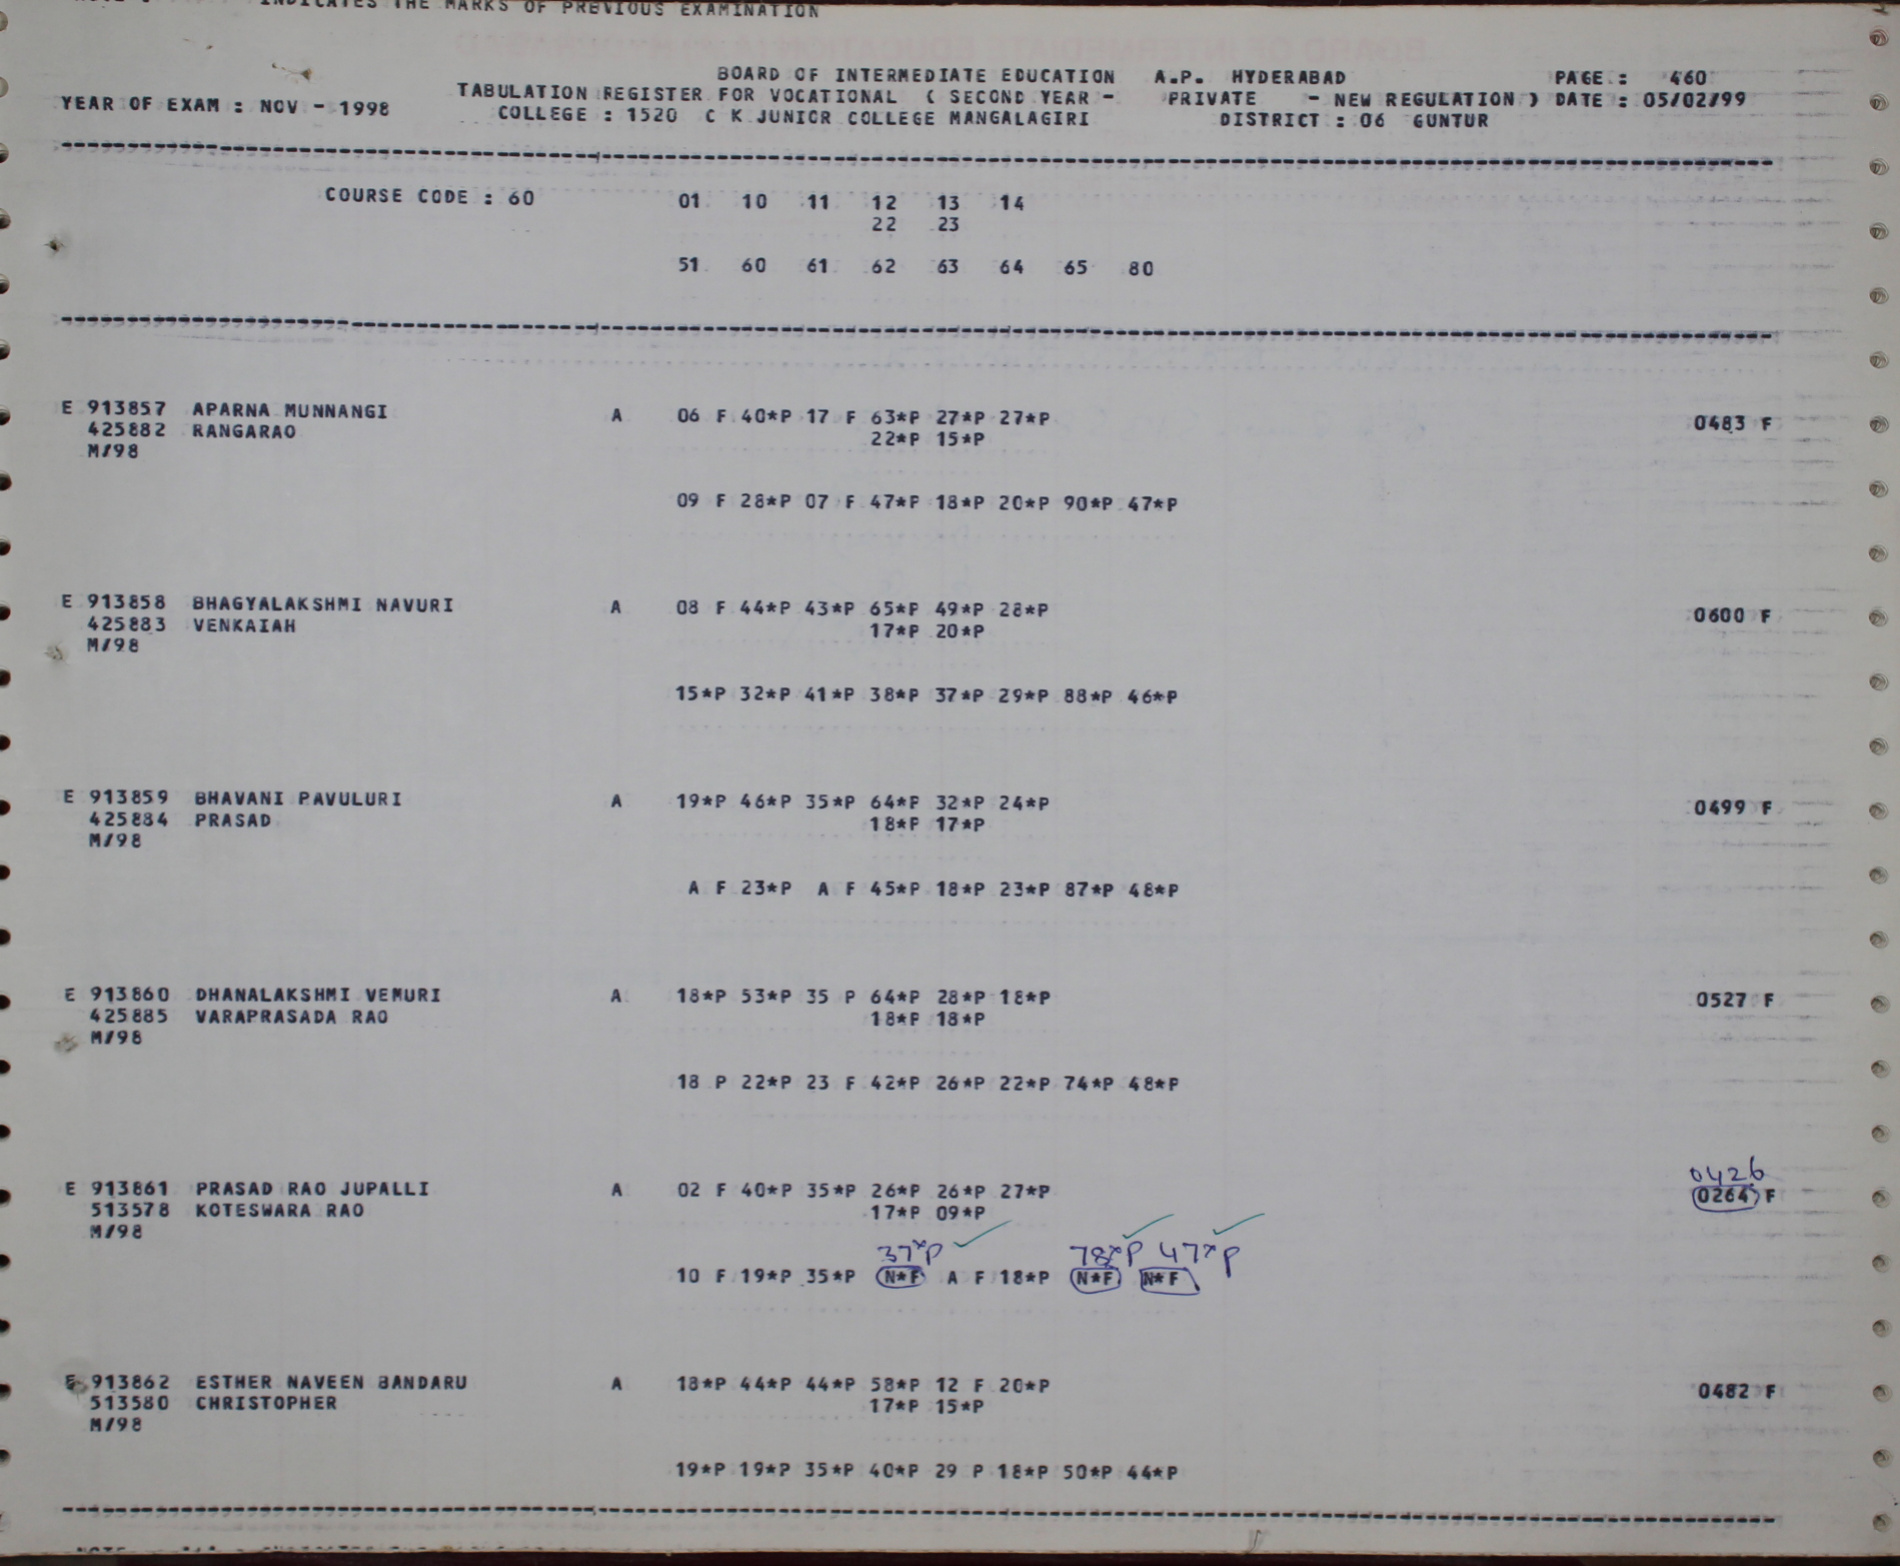 INDICATES THE MARKS OF PREVIOUS EXAMINATION
BOARD OF INTERMEDIATE EDUCATION A.P. HYDERABAD PAGE : 460
YEAR OF EXAM : NOV - 1998 TABULATION REGISTER FOR VOCATIONAL ( SECOND YEAR - PRIVATE - NEW REGULATION ) DATE : 05/02/99
COLLEGE : 1520 C K JUNIOR COLLEGE MANGALAGIRI DISTRICT : 06 GUNTUR
COURSE CODE : 60 01 10 11 12 13 14
22 23
51 60 61 62 63 64 65 80
E 913857 APARNA MUNNANGI A 06 F 40*P 17 F 63*P 27*P 27*P 0483 F
425882 RANGARAO 22*P 15*P
M/98
09 F 28*P 07 F 47*P 18*P 20*P 90*P 47*P
E 913858 BHAGYALAKSHMI NAVURI A 08 F 44*P 43*P 65*P 49*P 28*P 0600 F
425883 VENKAIAH 17*P 20*P
M/98
15*P 32*P 41*P 38*P 37*P 29*P 88*P 46*P
E 913859 BHAVANI PAVULURI A 19*P 46*P 35*P 64*P 32*P 24*P 0499 F
425884 PRASAD 18*P 17*P
M/98
A F 23*P A F 45*P 18*P 23*P 87*P 48*P
E 913860 DHANALAKSHMI VEMURI A 18*P 53*P 35 P 64*P 28*P 18*P 0527 F
425885 VARAPRASADA RAO 18*P 18*P
M/98
18 P 22*P 23 F 42*P 26*P 22*P 74*P 48*P
0426
E 913861 PRASAD RAO JUPALLI A 02 F 40*P 35*P 26*P 26*P 27*P 0264 F
513578 KOTESWARA RAO 17*P 09*P
M/98
37*P 78*P 47*P
10 F 19*P 35*P N*F A F 18*P N*F N*F
E 913862 ESTHER NAVEEN BANDARU A 18*P 44*P 44*P 58*P 12 F 20*P 0482 F
513580 CHRISTOPHER 17*P 15*P
M/98
19*P 19*P 35*P 40*P 29 P 18*P 50*P 44*P